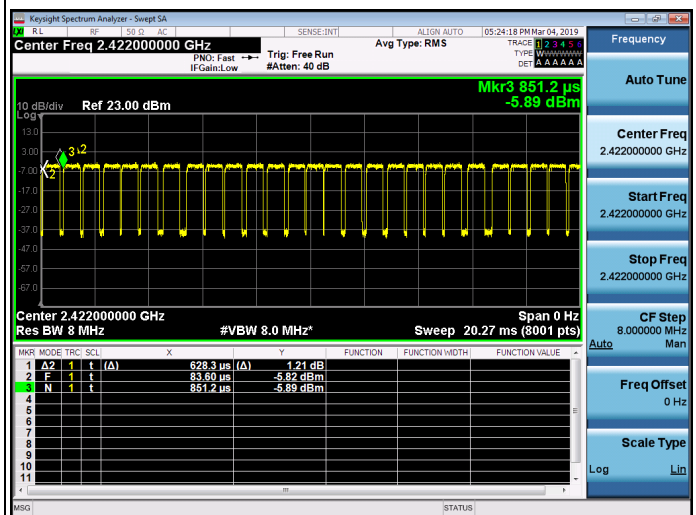 Keysight Spectrum Analyzer - Swept SA
LXI RL RF 50 Ω AC SENSE:INT ALIGN AUTO 05:24:18 PM Mar 04, 2019
Center Freq 2.422000000 GHz
PNO: Fast
IFGain:Low
Trig: Free Run
#Atten: 40 dB
Avg Type: RMS
TRACE 1 2 3 4 5 6
TYPE WWWWWW
DET A A A A A A
Frequency
Mkr3 851.2 µs
-5.89 dBm
10 dB/div Ref 23.00 dBm
Log
13.0
3.00
-7.00
-17.0
-27.0
-37.0
-47.0
-57.0
-67.0
3
2
2
Center 2.422000000 GHz Span 0 Hz
Res BW 8 MHz #VBW 8.0 MHz* Sweep 20.27 ms (8001 pts)
MKR MODE TRC SCL X Y FUNCTION FUNCTION WIDTH FUNCTION VALUE
1 Δ2 1 t (Δ) 628.3 µs (Δ) 1.21 dB
2 F 1 t 83.60 µs -5.82 dBm
3 N 1 t 851.2 µs -5.89 dBm
4
5
6
7
8
9
10
11
Auto Tune
Center Freq
2.422000000 GHz
Start Freq
2.422000000 GHz
Stop Freq
2.422000000 GHz
CF Step
8.000000 MHz
Auto Man
Freq Offset
0 Hz
Scale Type
Log Lin
MSG STATUS